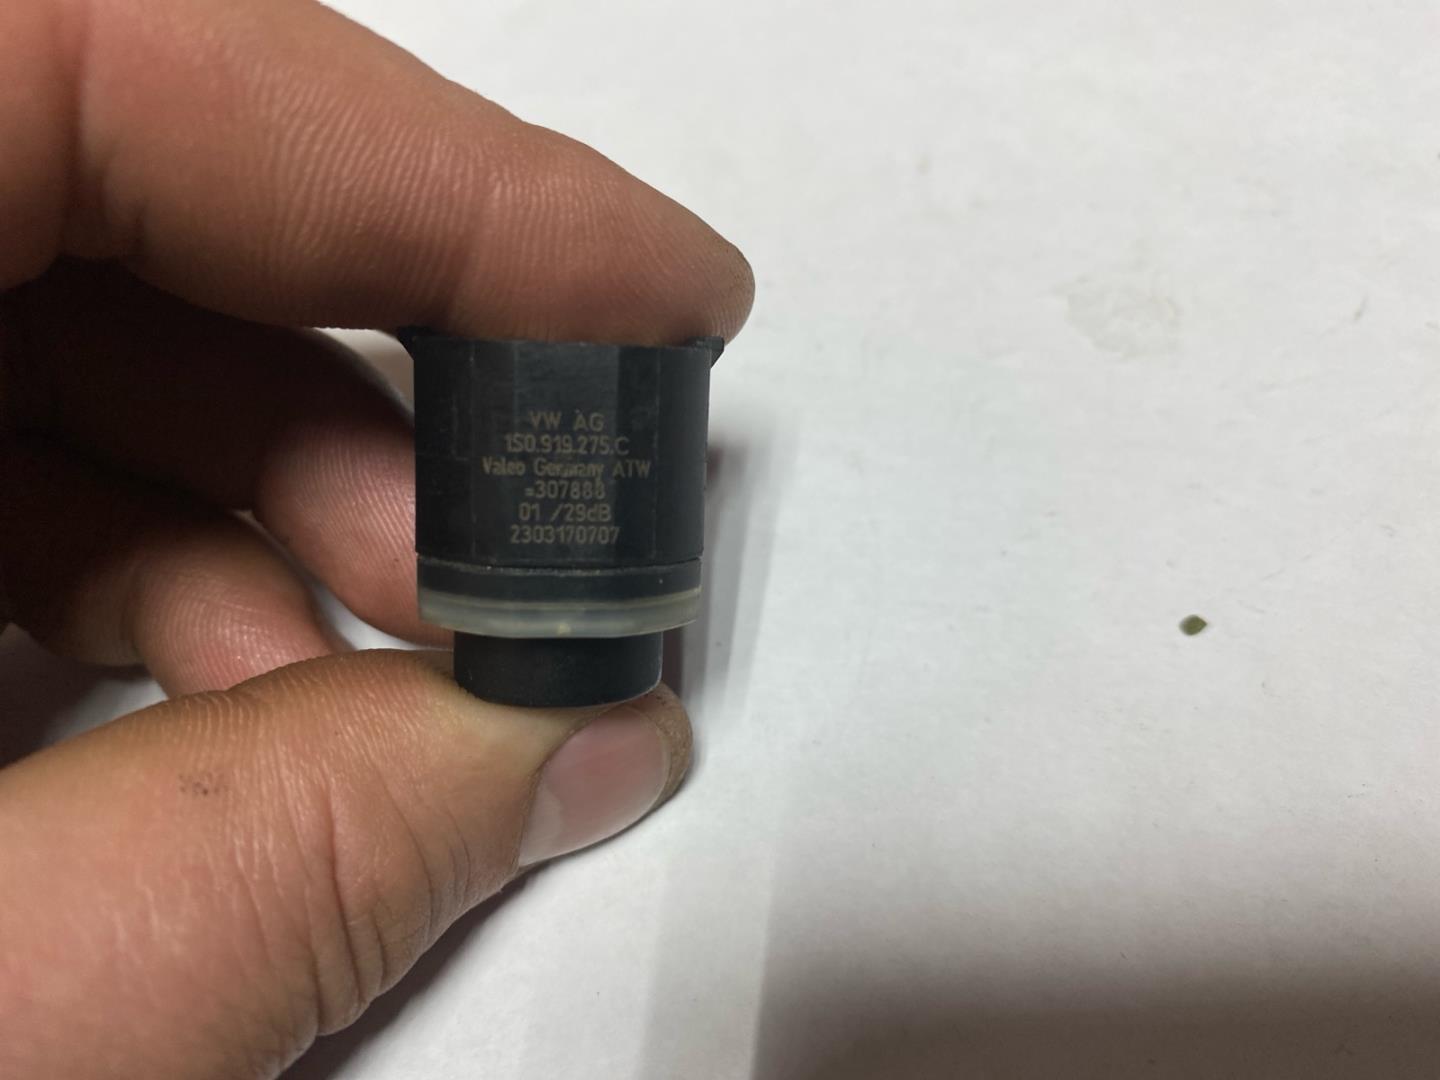 VW AG
1S0.919.275.C
Valeo Germany ATW
=307888
01 /29dB
2303170707